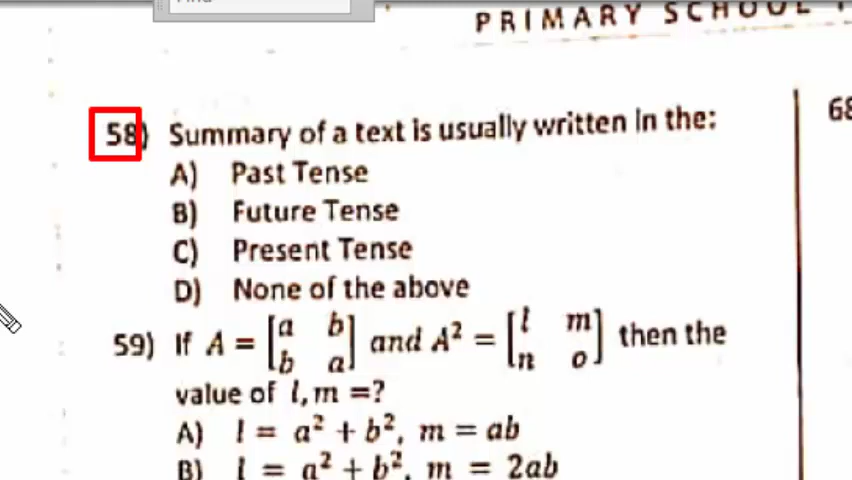 PRIMARY SCHOOL
58) Summary of a text is usually written in the:
A) Past Tense
B) Future Tense
C) Present Tense
D) None of the above
59) If A = [a b b a] and A² = [l m n o] then the
value of l, m =?
A) l = a² + b², m = ab
B) l = a² + b², m = 2ab
68